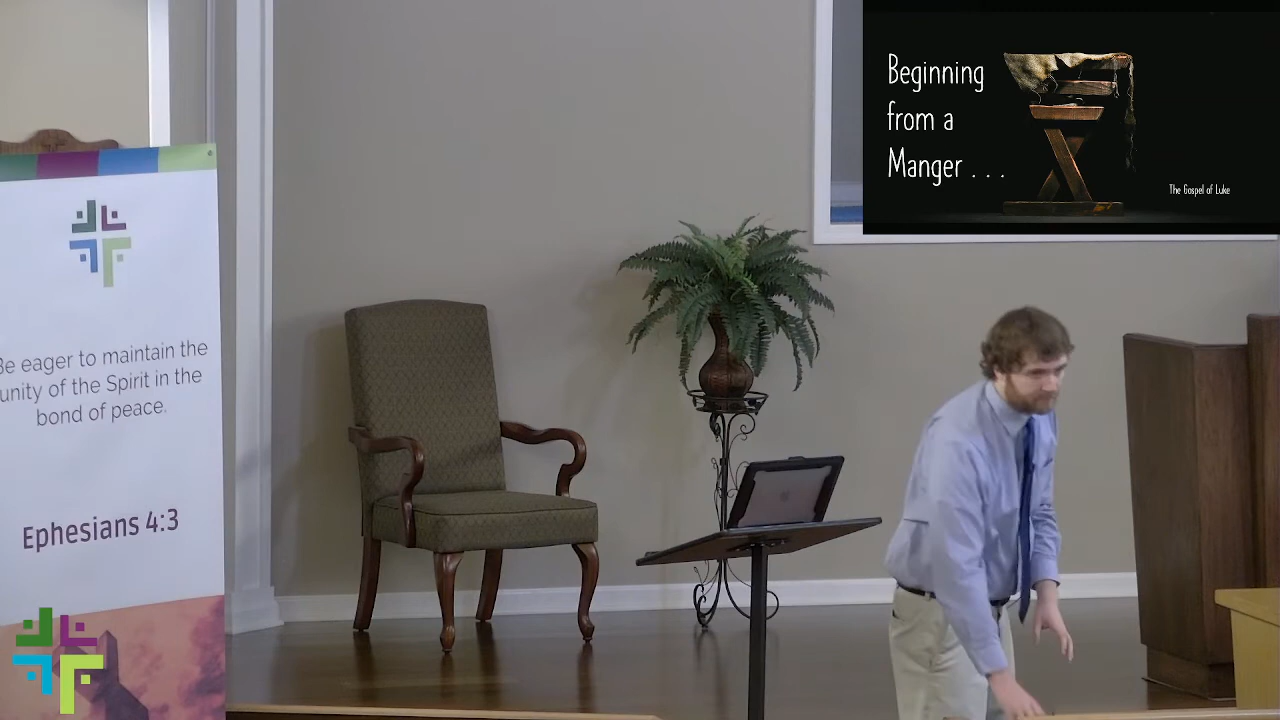 Beginning
from a
Manger . . .
The Gospel of Luke
Be eager to maintain the
unity of the Spirit in the
bond of peace.
Ephesians 4:3